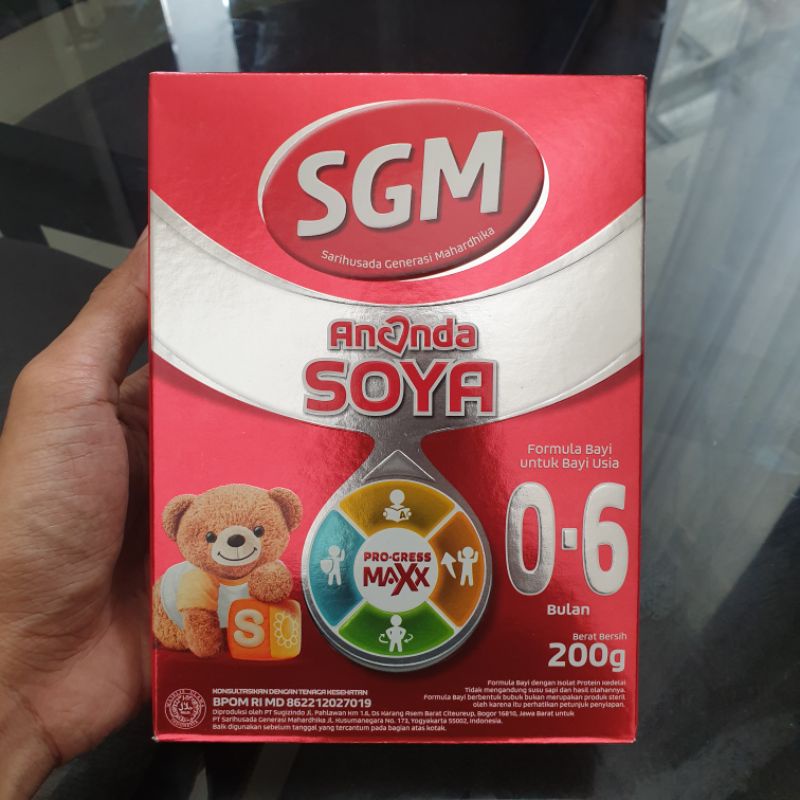 SGM
Sarihusada Generasi Mahardhika
Ananda
SOYA
Formula Bayi
untuk Bayi Usia
0-6
Bulan
PRO-GRESS
MAXX
A
S
Berat Bersih
200g
KONSULTASIKAN DENGAN TENAGA KESEHATAN
BPOM RI MD 862212027019
Diproduksi oleh PT Sugizindo Jl. Pahlawan Km 1.6, Ds Karang Asem Barat Citeureup, Bogor 16810, Jawa Barat untuk
PT Sarihusada Generasi Mahardhika Jl. Kusumanegara No. 173, Yogyakarta 55002, Indonesia.
Baik digunakan sebelum tanggal yang tercantum pada bagian atas kotak.
Formula Bayi dengan Isolat Protein Kedelai
Tidak mengandung susu sapi dan hasil olahannya.
Formula Bayi berbentuk bubuk bukan merupakan produk steril
oleh karena itu perhatikan petunjuk penyiapan.